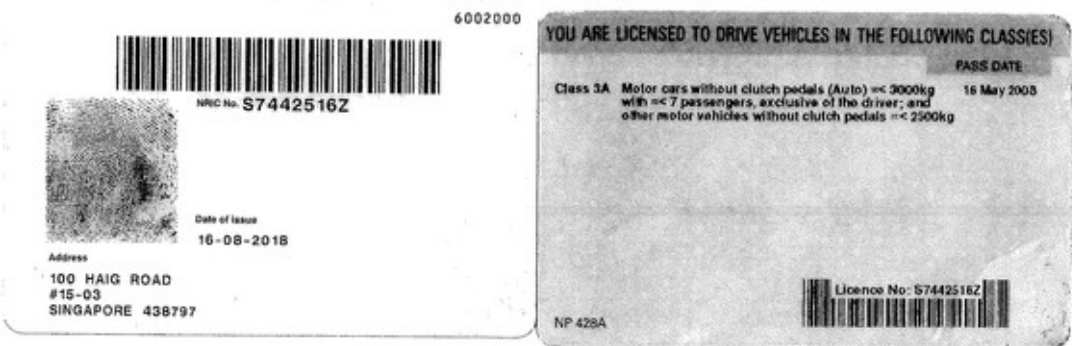 6002000
NRIC No. S7442516Z
Date of issue
16-08-2018
Address
100 HAIG ROAD
#15-03
SINGAPORE 438797
YOU ARE LICENSED TO DRIVE VEHICLES IN THE FOLLOWING CLASS(ES)
PASS DATE
Class 3A Motor cars without clutch pedals (Auto) =< 3000kg 16 May 2008
with =< 7 passengers, exclusive of the driver; and
other motor vehicles without clutch pedals =< 2500kg
Licence No: S7442516Z
NP 428A